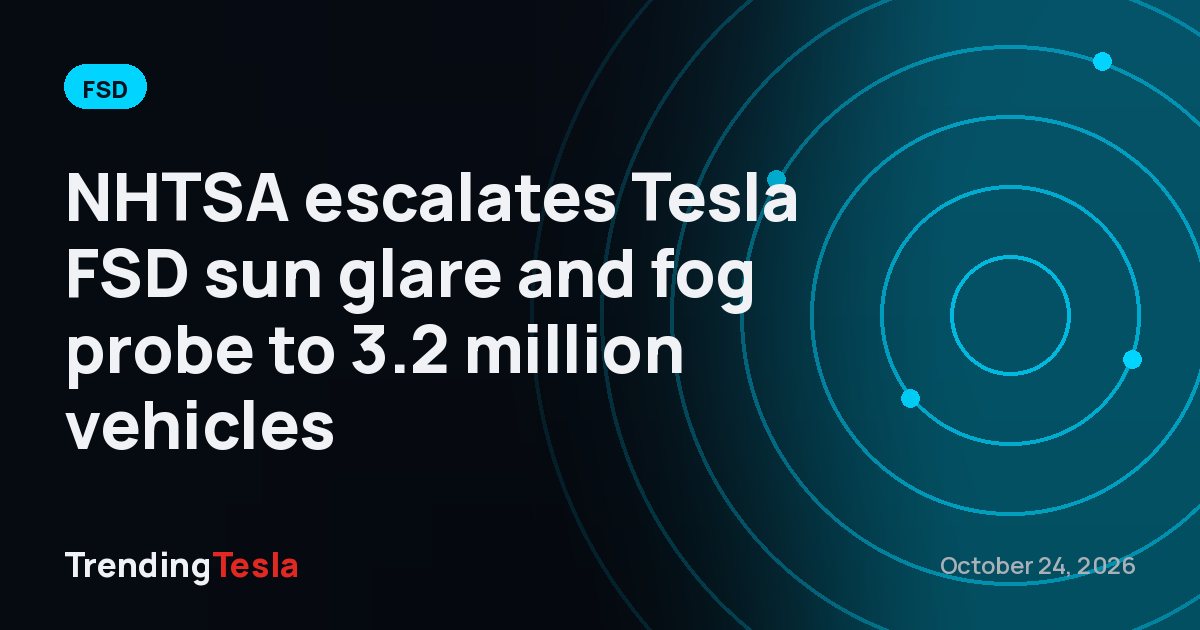 FSD
NHTSA escalates Tesla
FSD sun glare and fog
probe to 3.2 million
vehicles
TrendingTesla
October 24, 2026